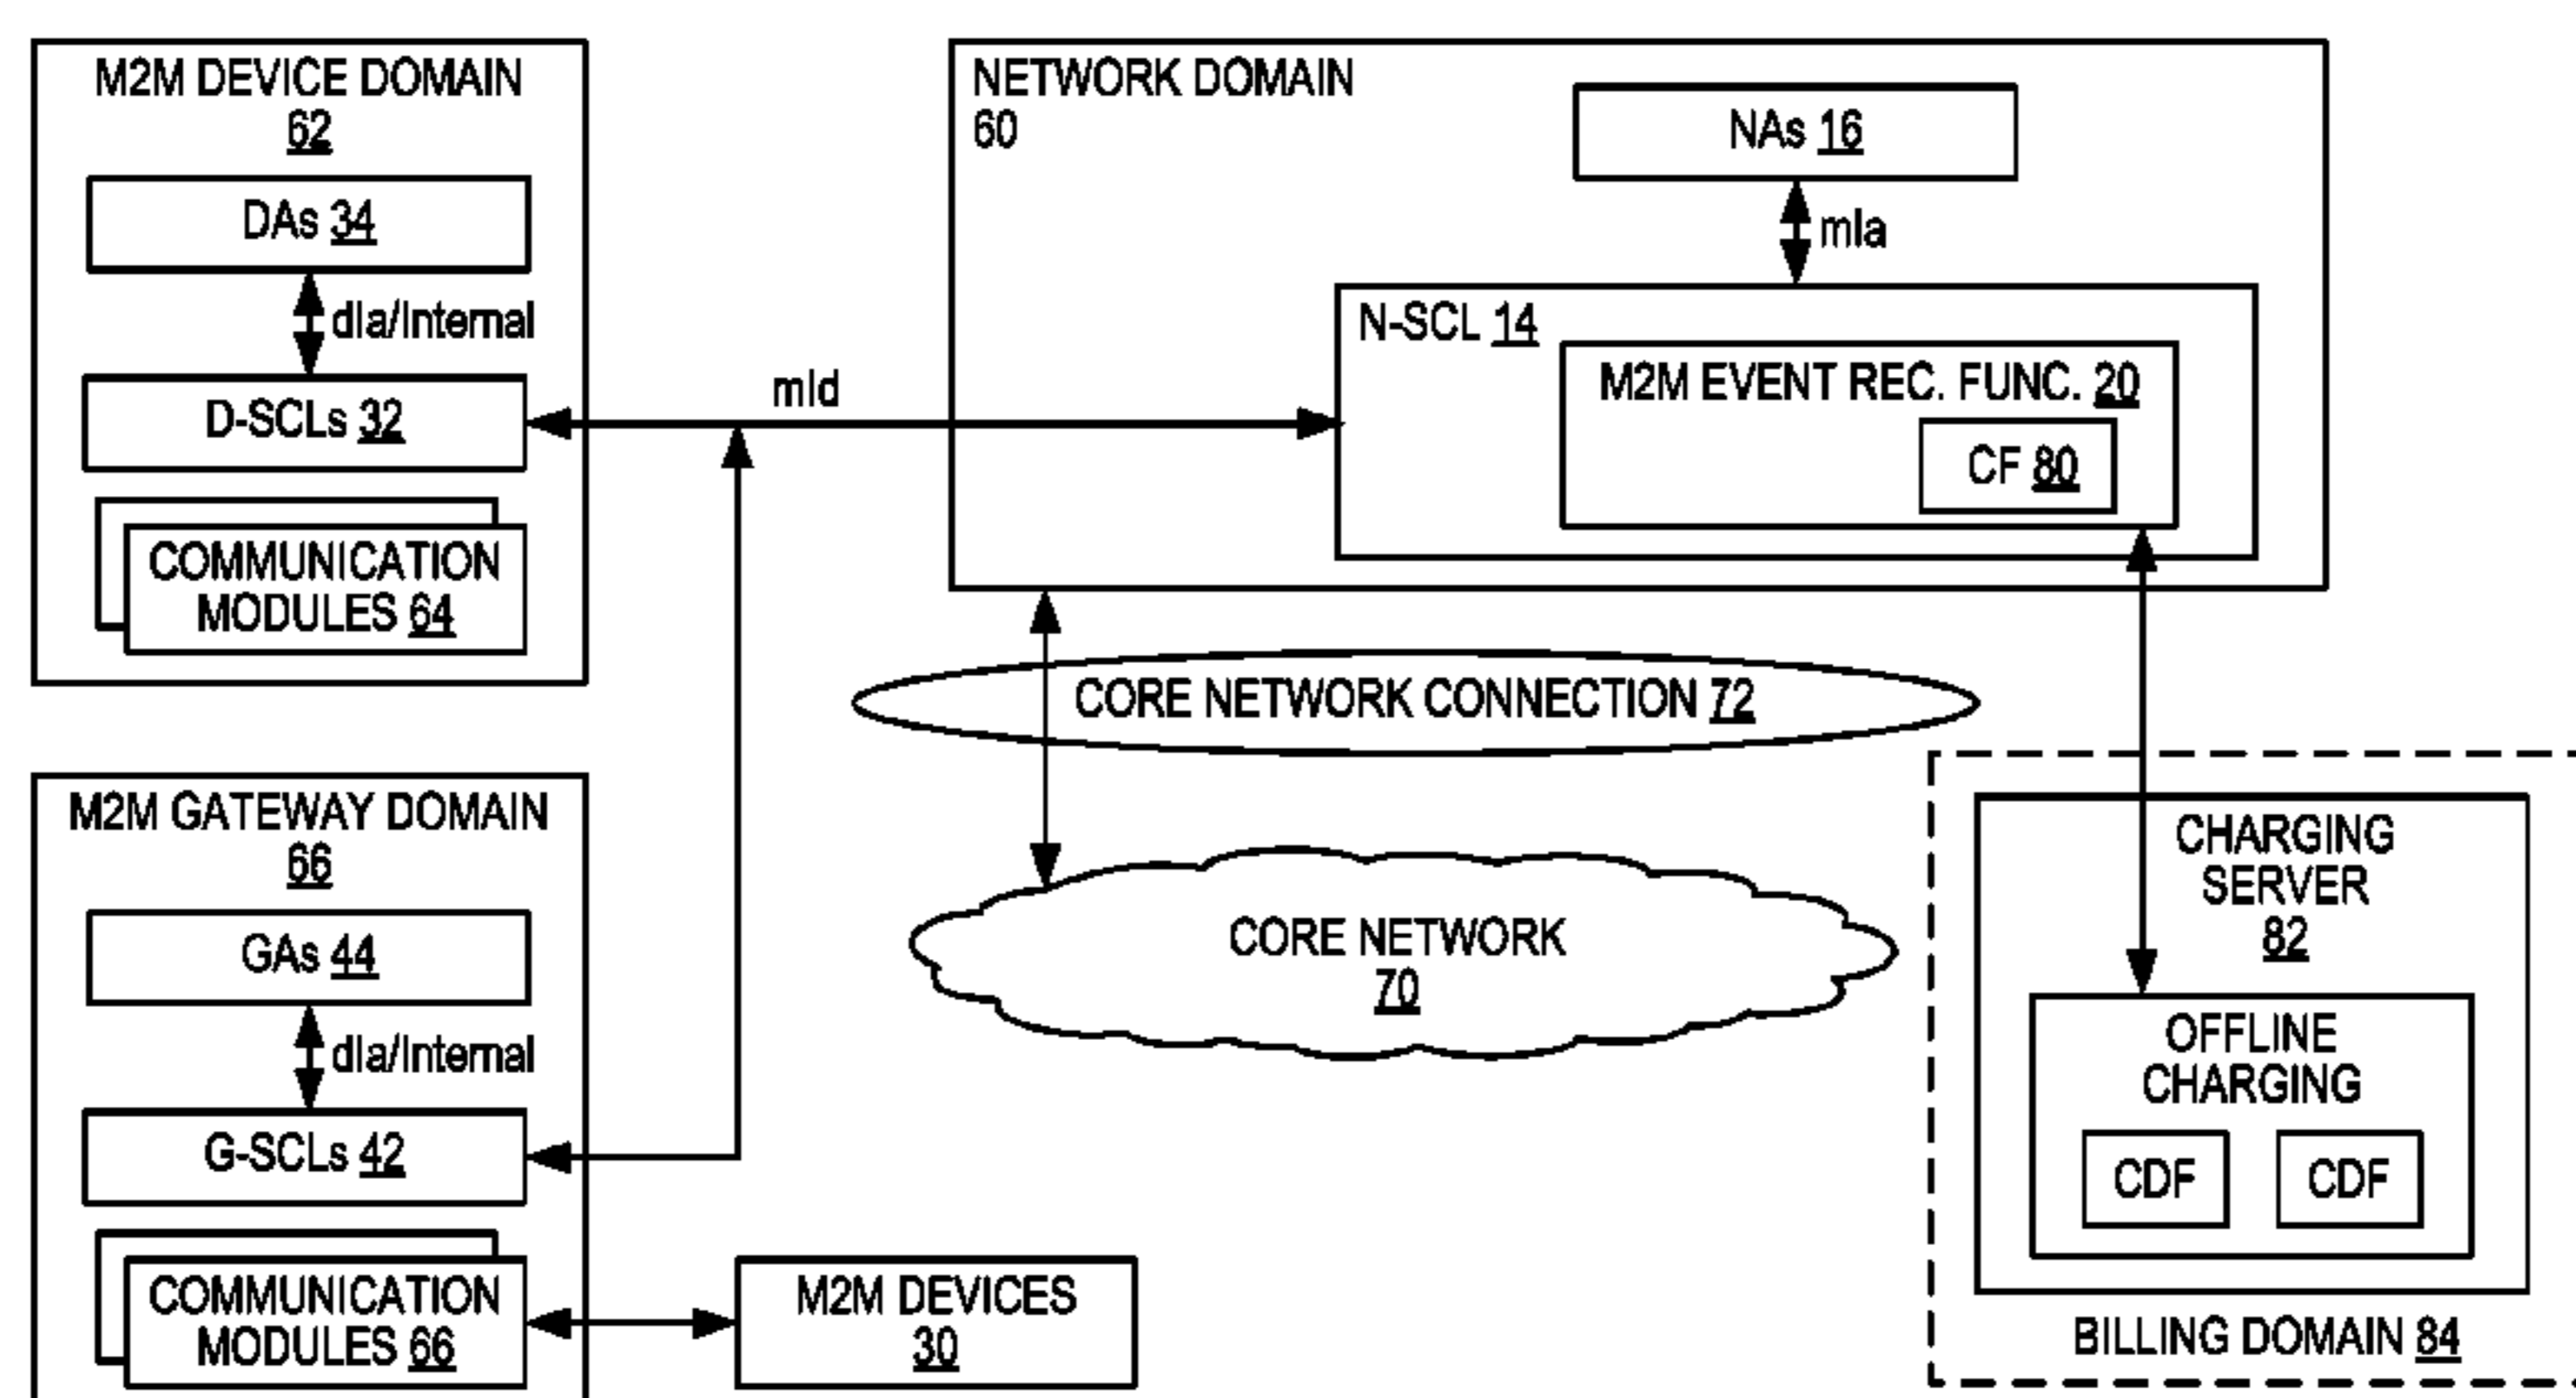 M2M DEVICE DOMAIN
62
DAs 34
dIa/Internal
D-SCLs 32
COMMUNICATION
MODULES 64
mId
NETWORK DOMAIN
60
NAs 16
mIa
N-SCL 14
M2M EVENT REC. FUNC. 20
CF 80
CORE NETWORK CONNECTION 72
CORE NETWORK
70
M2M GATEWAY DOMAIN
66
GAs 44
dIa/Internal
G-SCLs 42
COMMUNICATION
MODULES 66
M2M DEVICES
30
CHARGING
SERVER
82
OFFLINE
CHARGING
CDF
CDF
BILLING DOMAIN 84